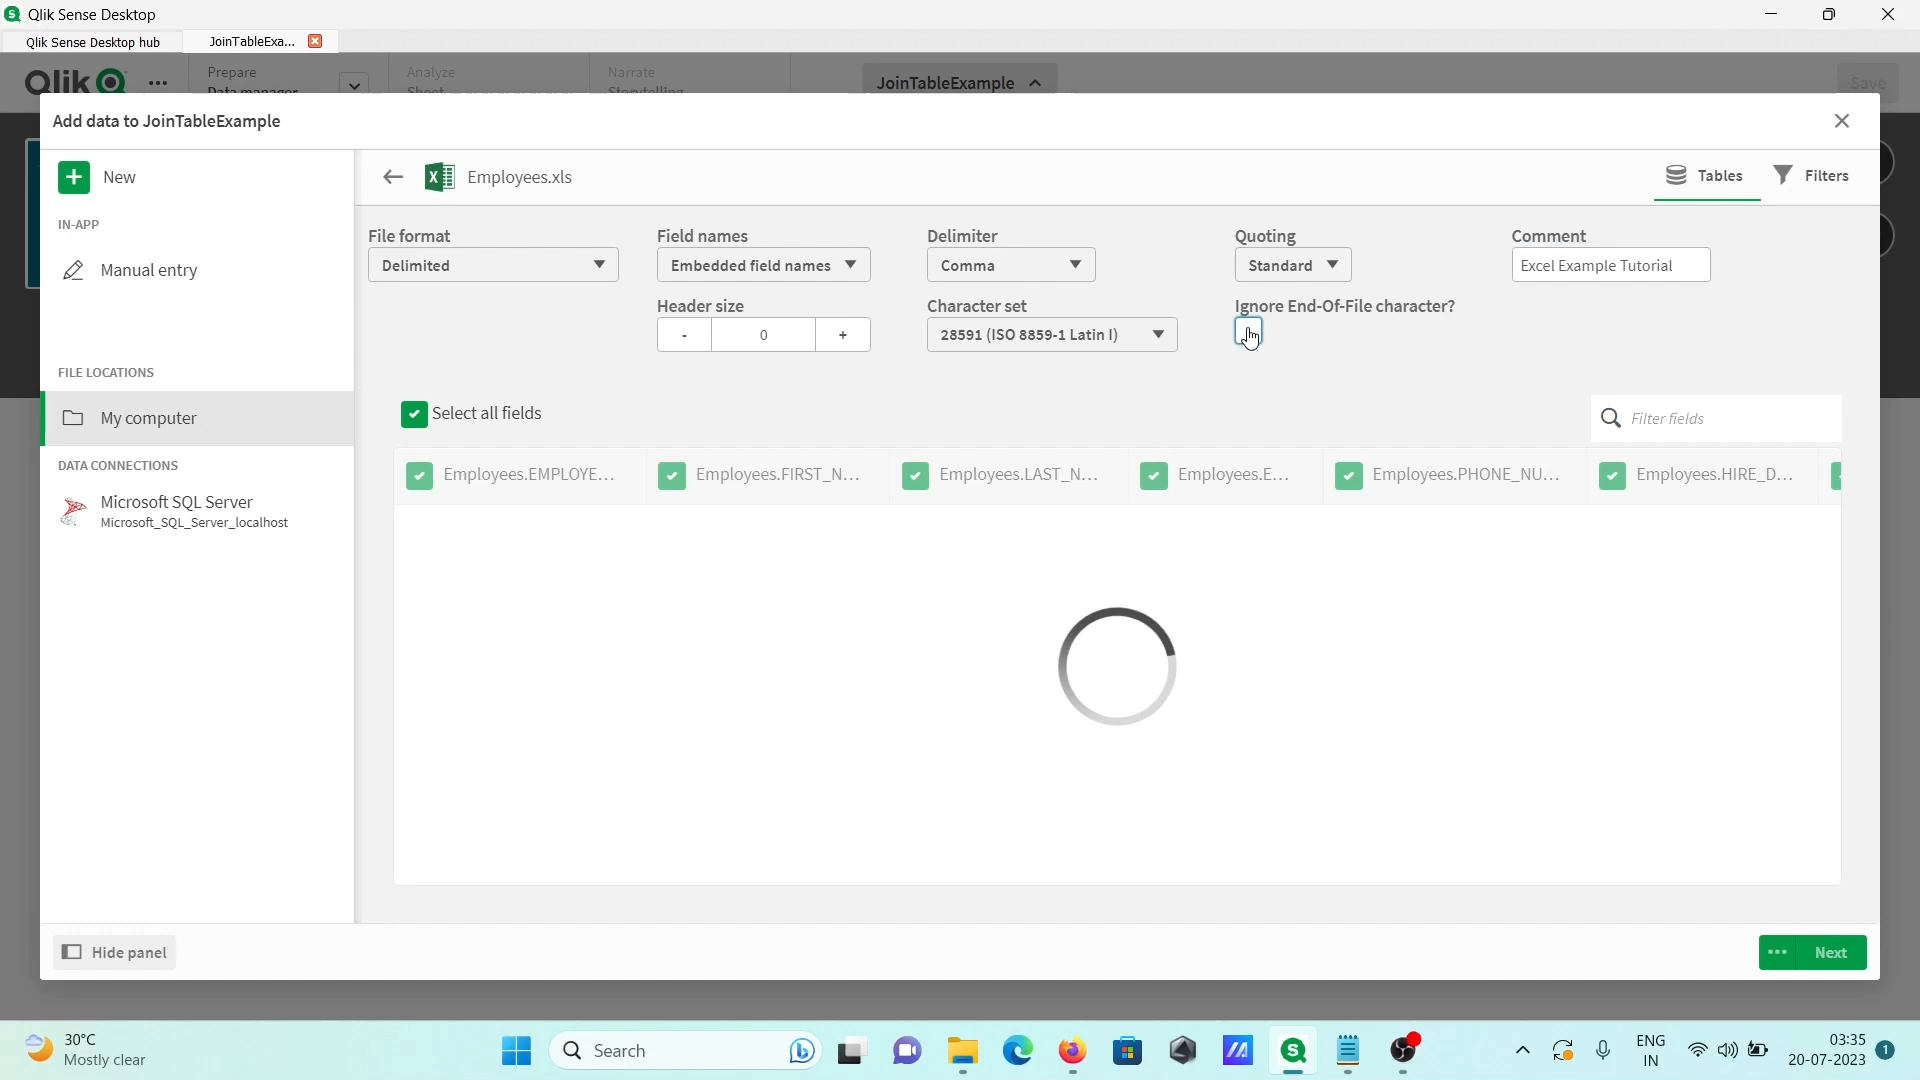 Qlik Sense Desktop
Qlik Sense Desktop hub
JoinTableExa...
Qlik
Prepare
Data manager
Analyze
Sheet
Narrate
Storytelling
JoinTableExample
Save
Add data to JoinTableExample
New
IN-APP
Manual entry
FILE LOCATIONS
My computer
DATA CONNECTIONS
Microsoft SQL Server
Microsoft_SQL_Server_localhost
Employees.xls
Tables
Filters
File format
Delimited
Field names
Embedded field names
Header size
- 0 +
Delimiter
Comma
Character set
28591 (ISO 8859-1 Latin I)
Quoting
Standard
Ignore End-Of-File character?
Comment
Excel Example Tutorial
Select all fields
Filter fields
Employees.EMPLOYE...
Employees.FIRST_N...
Employees.LAST_N...
Employees.E...
Employees.PHONE_NU...
Employees.HIRE_D...
Hide panel
Next
30°C
Mostly clear
Search
ENG
IN
03:35
20-07-2023
1